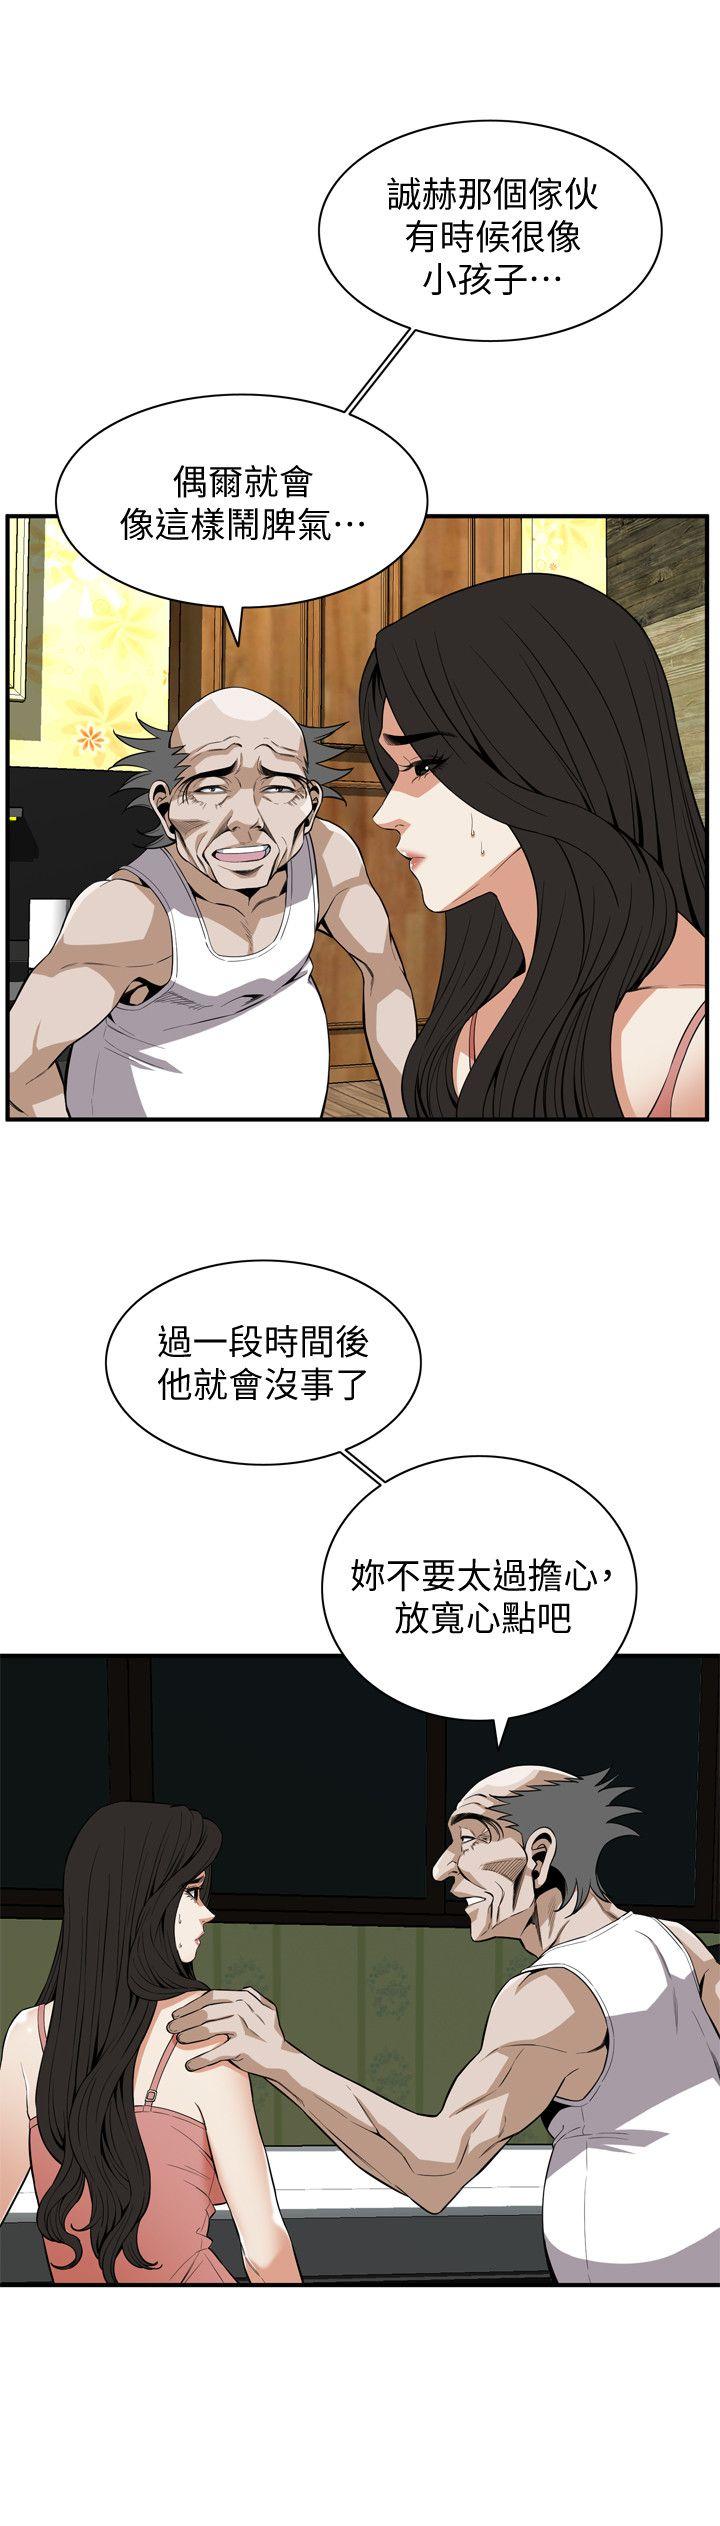 誠赫那個傢伙
有時候很像
小孩子⋯
偶爾就會
像這樣鬧脾氣⋯
過一段時間後
他就會沒事了
妳不要太過擔心，
放寬心點吧